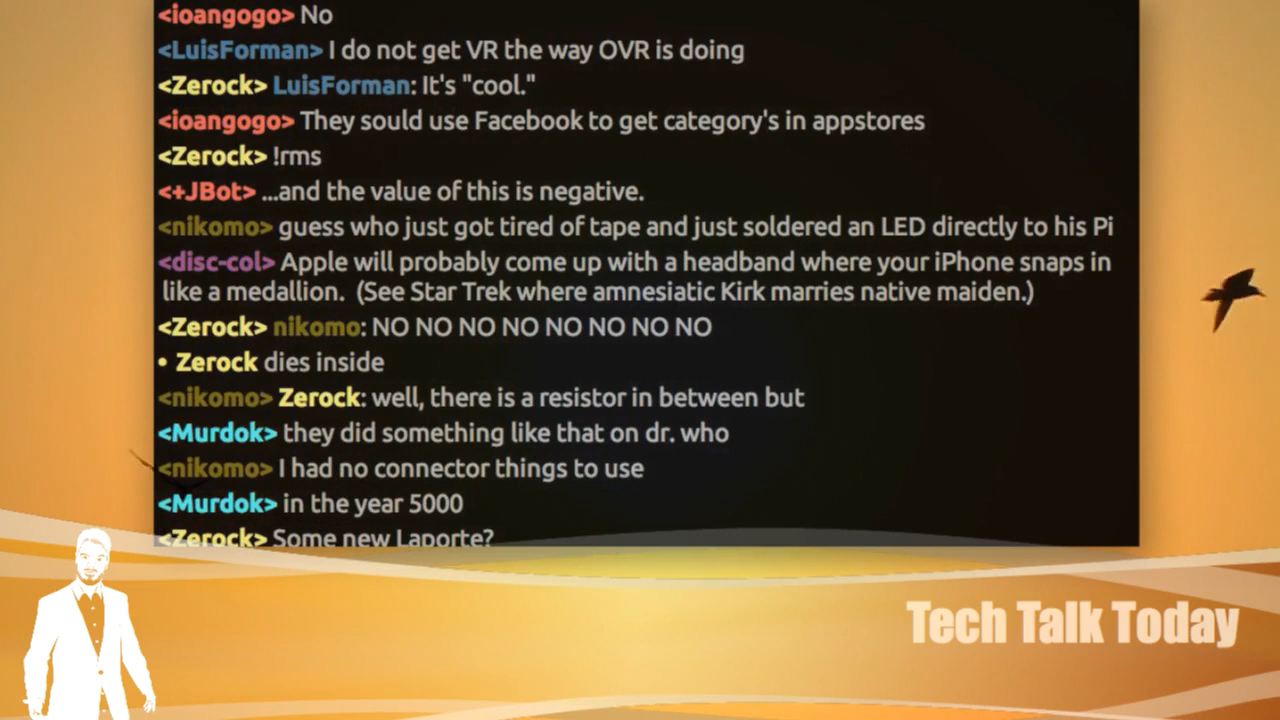 <ioangogo> No
<LuisForman> I do not get VR the way OVR is doing
<Zerock> LuisForman: It's "cool."
<ioangogo> They sould use Facebook to get category's in appstores
<Zerock> !rms
<+JBot> ...and the value of this is negative.
<nikomo> guess who just got tired of tape and just soldered an LED directly to his Pi
<disc-col> Apple will probably come up with a headband where your iPhone snaps in
like a medallion. (See Star Trek where amnesiatic Kirk marries native maiden.)
<Zerock> nikomo: NO NO NO NO NO NO NO NO
• Zerock dies inside
<nikomo> Zerock: well, there is a resistor in between but
<Murdok> they did something like that on dr. who
<nikomo> I had no connector things to use
<Murdok> in the year 5000
<Zerock> Some new Laporte?
Tech Talk Today